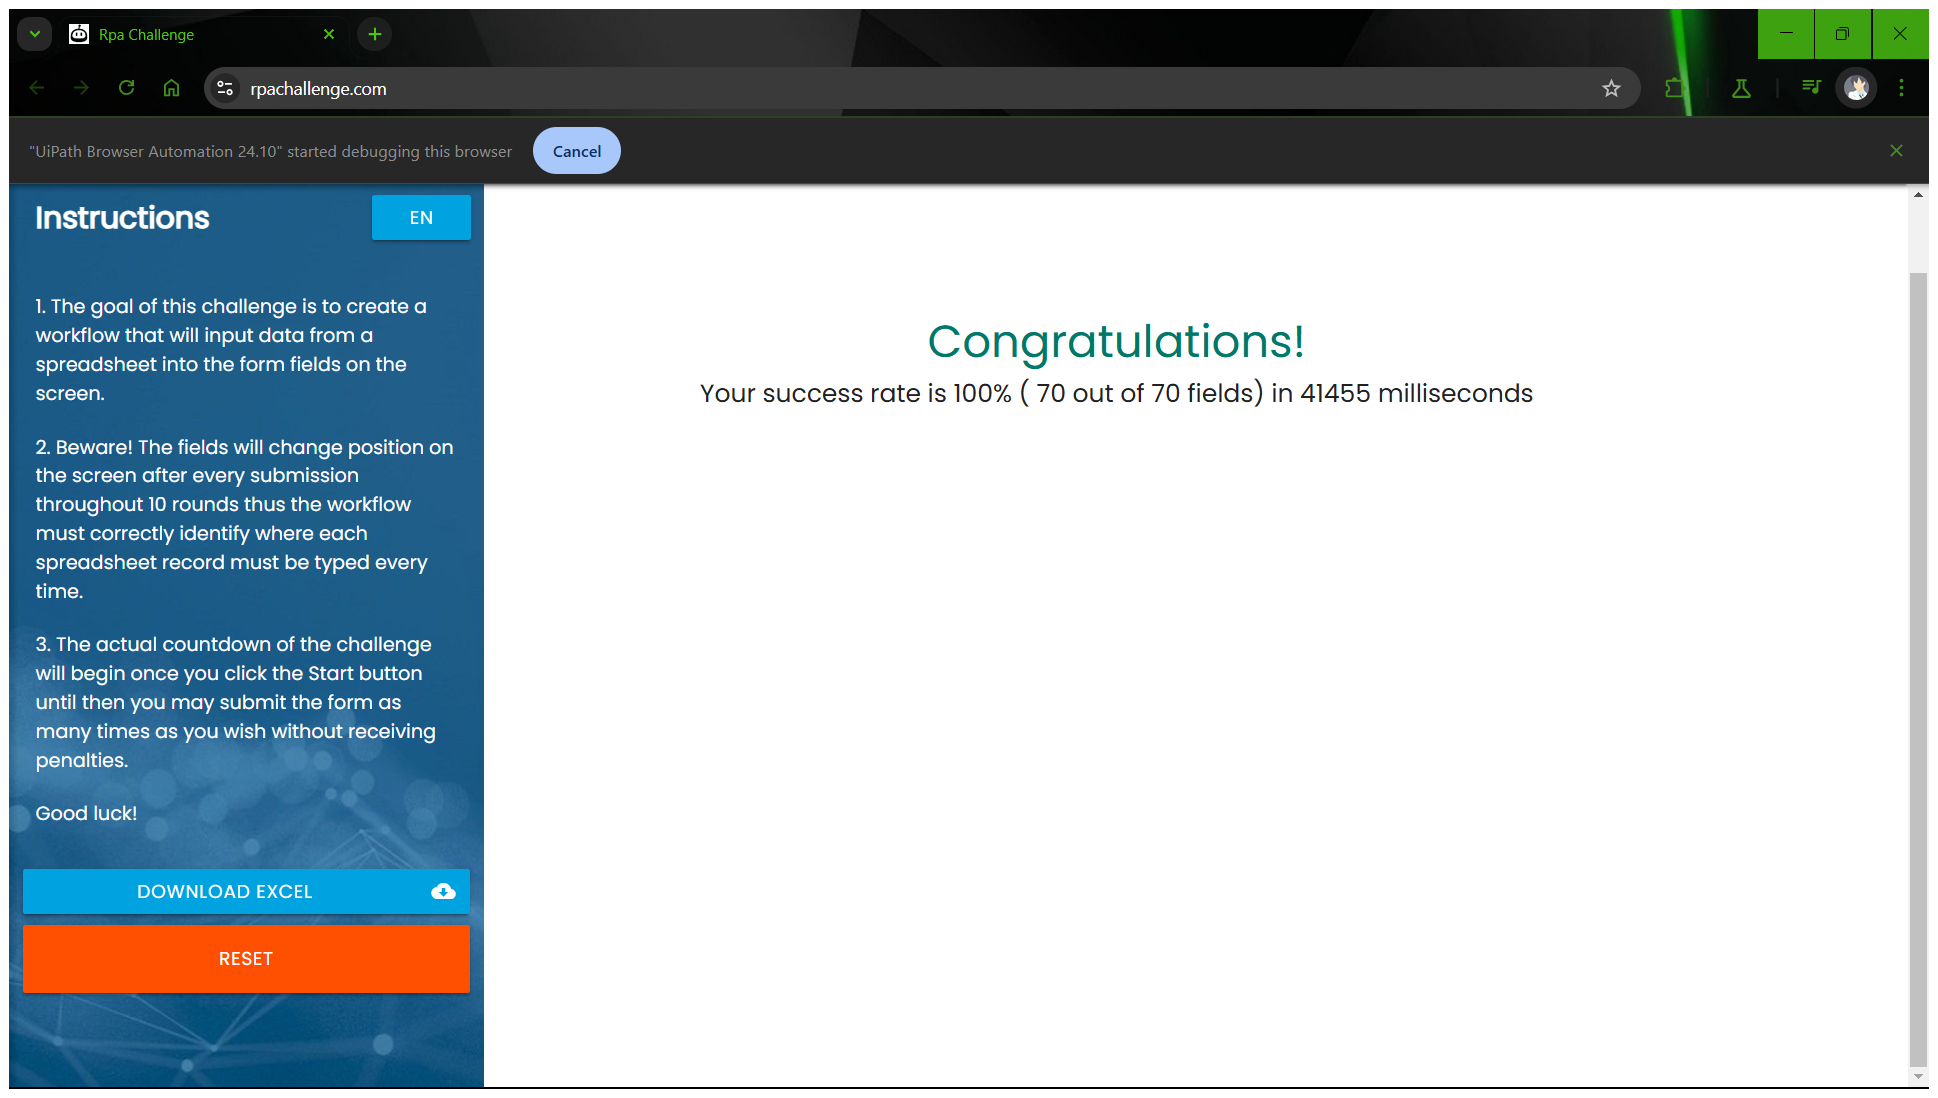 Rpa Challenge
rpachallenge.com
"UiPath Browser Automation 24.10" started debugging this browser
Cancel
Instructions
EN
1. The goal of this challenge is to create a
workflow that will input data from a
spreadsheet into the form fields on the
screen.
2. Beware! The fields will change position on
the screen after every submission
throughout 10 rounds thus the workflow
must correctly identify where each
spreadsheet record must be typed every
time.
3. The actual countdown of the challenge
will begin once you click the Start button
until then you may submit the form as
many times as you wish without receiving
penalties.
Good luck!
DOWNLOAD EXCEL
RESET
Congratulations!
Your success rate is 100% ( 70 out of 70 fields) in 41455 milliseconds